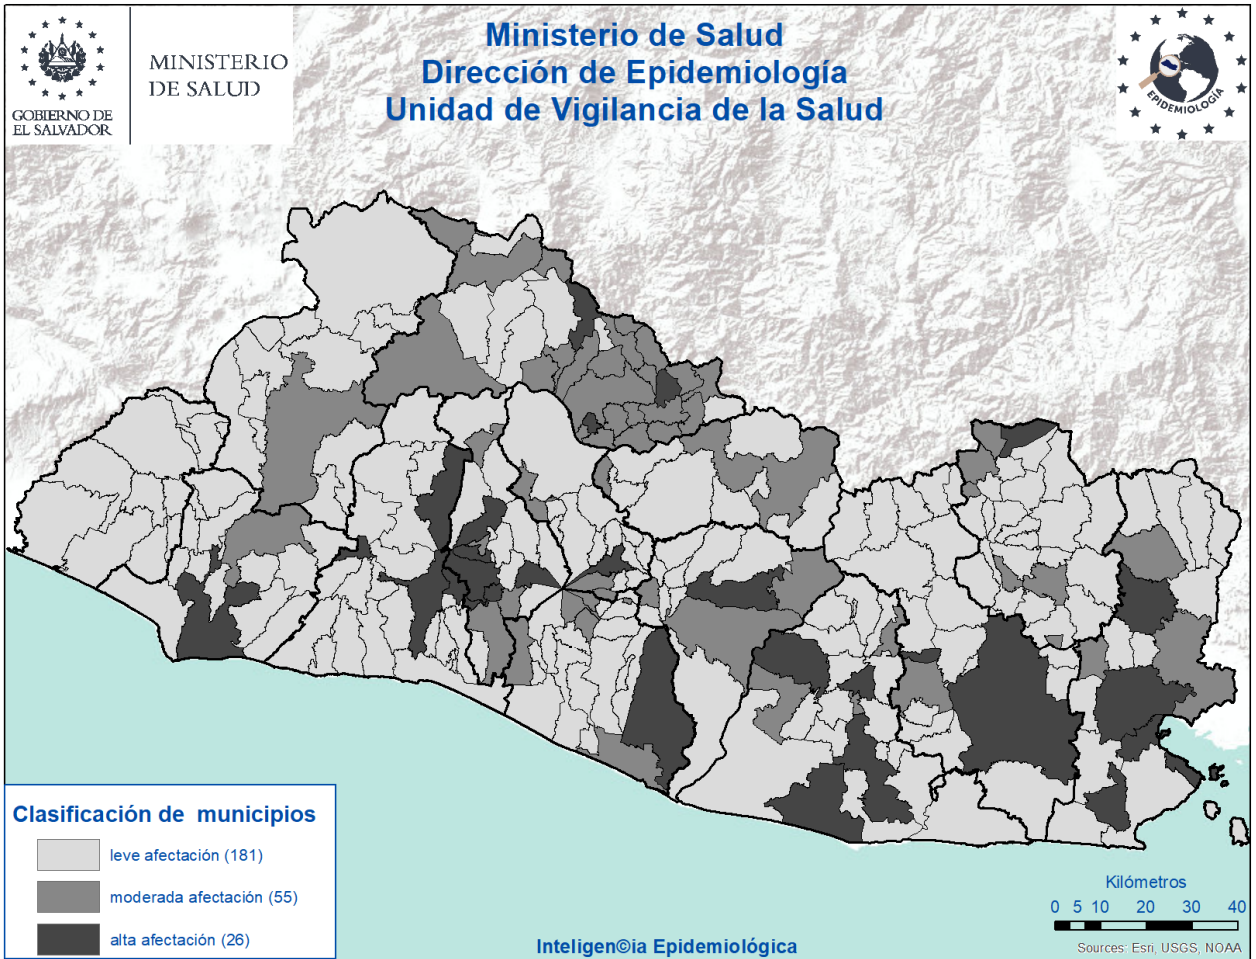 GOBIERNO DE
EL SALVADOR
MINISTERIO
DE SALUD
Ministerio de Salud
Dirección de Epidemiología
Unidad de Vigilancia de la Salud
EPIDEMIOLOGÍA
Clasificación de municipios
leve afectación (181)
moderada afectación (55)
alta afectación (26)
Inteligen©ia Epidemiológica
Kilómetros
0 5 10 20 30 40
Sources: Esri, USGS, NOAA